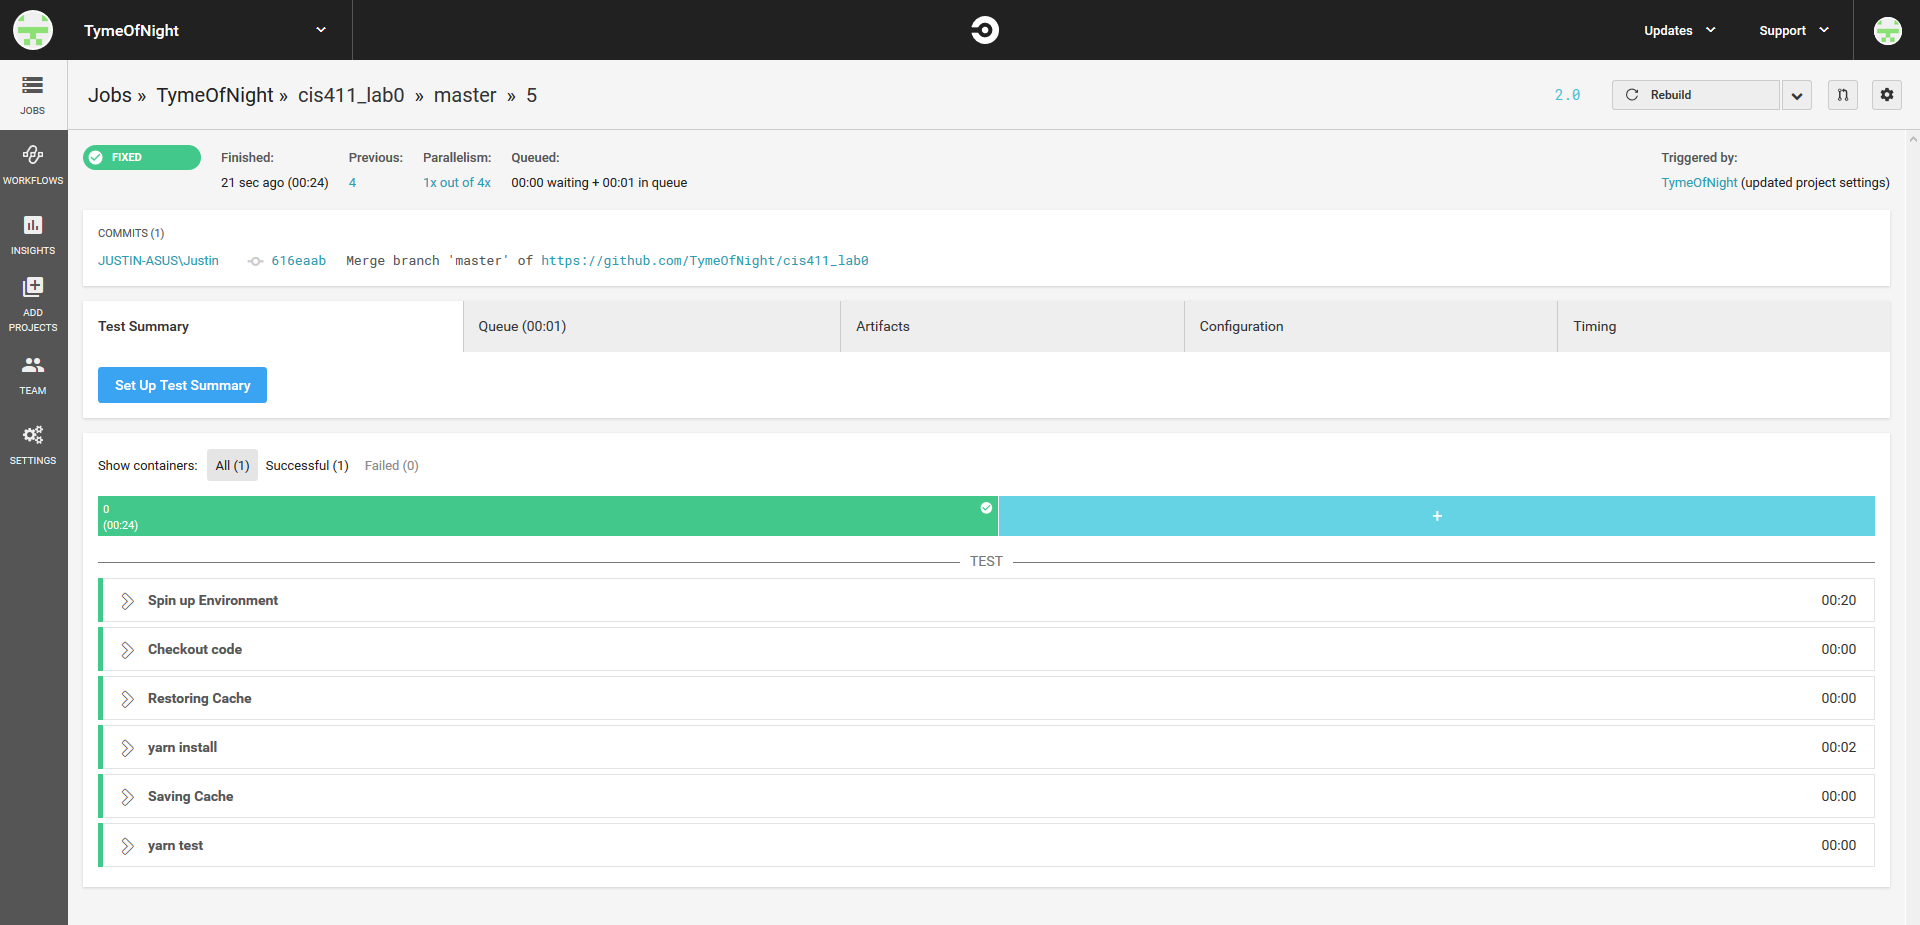 TymeOfNight
Updates
Support
JOBS
WORKFLOWS
INSIGHTS
ADD
PROJECTS
TEAM
SETTINGS
Jobs » TymeOfNight » cis411_lab0 » master » 5
2.0
Rebuild
FIXED
Finished:
21 sec ago (00:24)
Previous:
4
Parallelism:
1x out of 4x
Queued:
00:00 waiting + 00:01 in queue
Triggered by:
TymeOfNight (updated project settings)
COMMITS (1)
JUSTIN-ASUS\Justin 616eaab Merge branch 'master' of https://github.com/TymeOfNight/cis411_lab0
Test Summary
Queue (00:01)
Artifacts
Configuration
Timing
Set Up Test Summary
Show containers: All (1) Successful (1) Failed (0)
0
(00:24)
+
TEST
Spin up Environment 00:20
Checkout code 00:00
Restoring Cache 00:00
yarn install 00:02
Saving Cache 00:00
yarn test 00:00